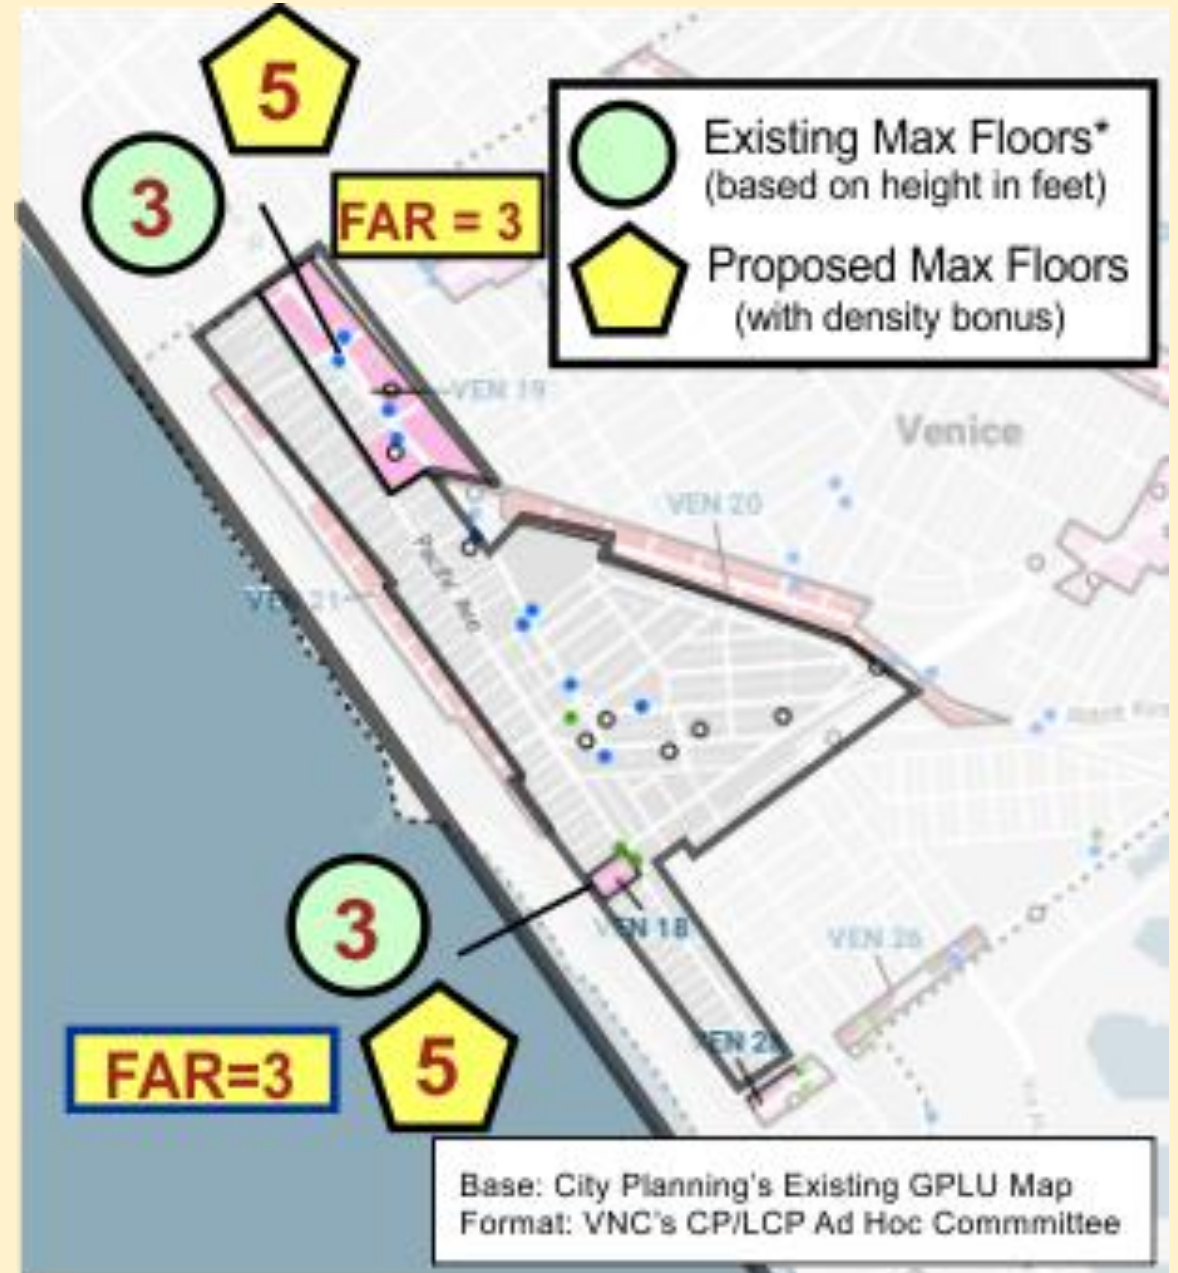 5
3
FAR = 3
Existing Max Floors*
(based on height in feet)
Proposed Max Floors
(with density bonus)
VEN 19
Venice
VEN 20
Pacific Ave
VEN 21
3
VEN 18
VEN 26
FAR=3
5
Base: City Planning's Existing GPLU Map
Format: VNC's CP/LCP Ad Hoc Commmittee